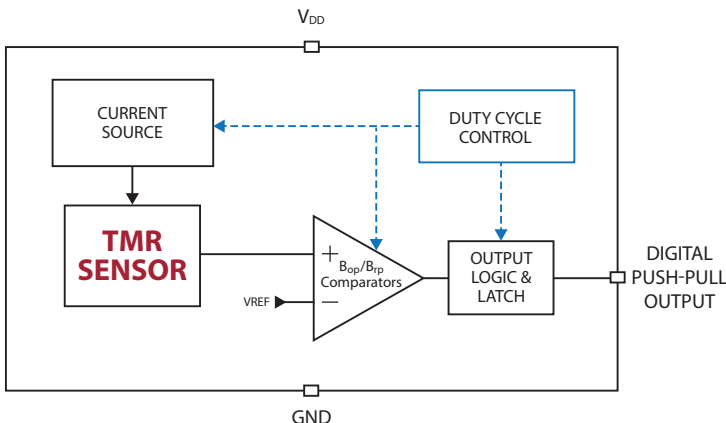 VDD
CURRENT
SOURCE
DUTY CYCLE
CONTROL
TMR
SENSOR
+
Bop/Brp
Comparators
VREF
−
OUTPUT
LOGIC &
LATCH
DIGITAL
PUSH-PULL
OUTPUT
GND